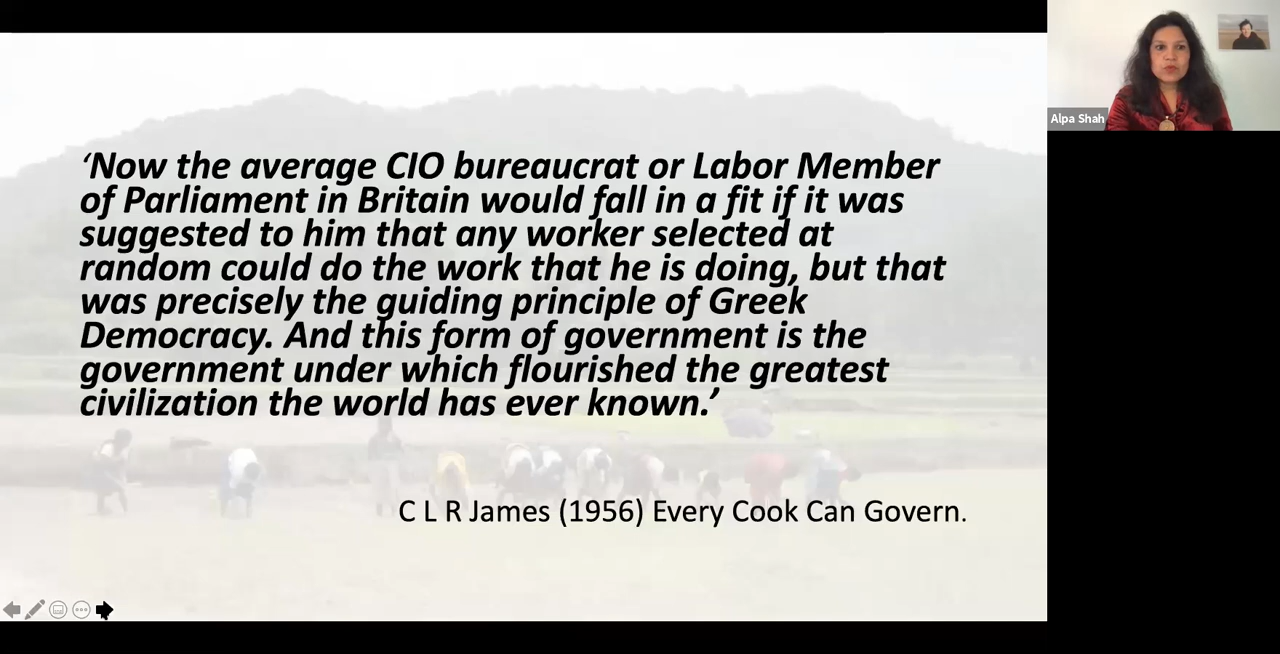 ‘Now the average CIO bureaucrat or Labor Member
of Parliament in Britain would fall in a fit if it was
suggested to him that any worker selected at
random could do the work that he is doing, but that
was precisely the guiding principle of Greek
Democracy. And this form of government is the
government under which flourished the greatest
civilization the world has ever known.’
C L R James (1956) Every Cook Can Govern.
Alpa Shah